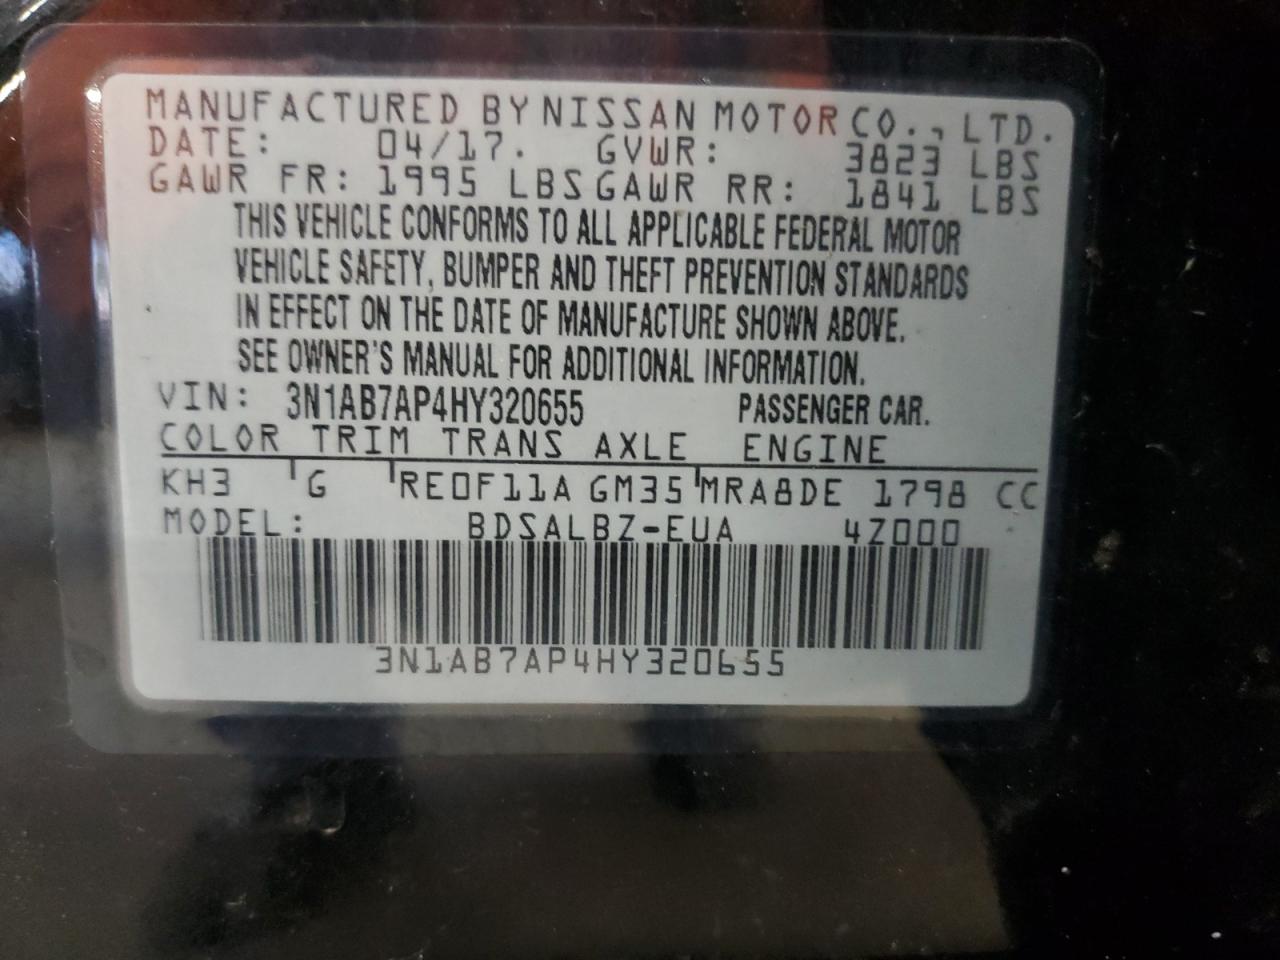 MANUFACTURED BY NISSAN MOTOR CO., LTD.
DATE: 04/17. GVWR: 3823 LBS
GAWR FR: 1995 LBS GAWR RR: 1841 LBS
THIS VEHICLE CONFORMS TO ALL APPLICABLE FEDERAL MOTOR
VEHICLE SAFETY, BUMPER AND THEFT PREVENTION STANDARDS
IN EFFECT ON THE DATE OF MANUFACTURE SHOWN ABOVE.
SEE OWNER'S MANUAL FOR ADDITIONAL INFORMATION.
VIN: 3N1AB7AP4HY320655 PASSENGER CAR.
COLOR TRIM TRANS AXLE ENGINE
KH3 G RE0F11A GM35 MRA8DE 1798 CC
MODEL: BDSALBZ-EUA 4Z000
3N1AB7AP4HY320655